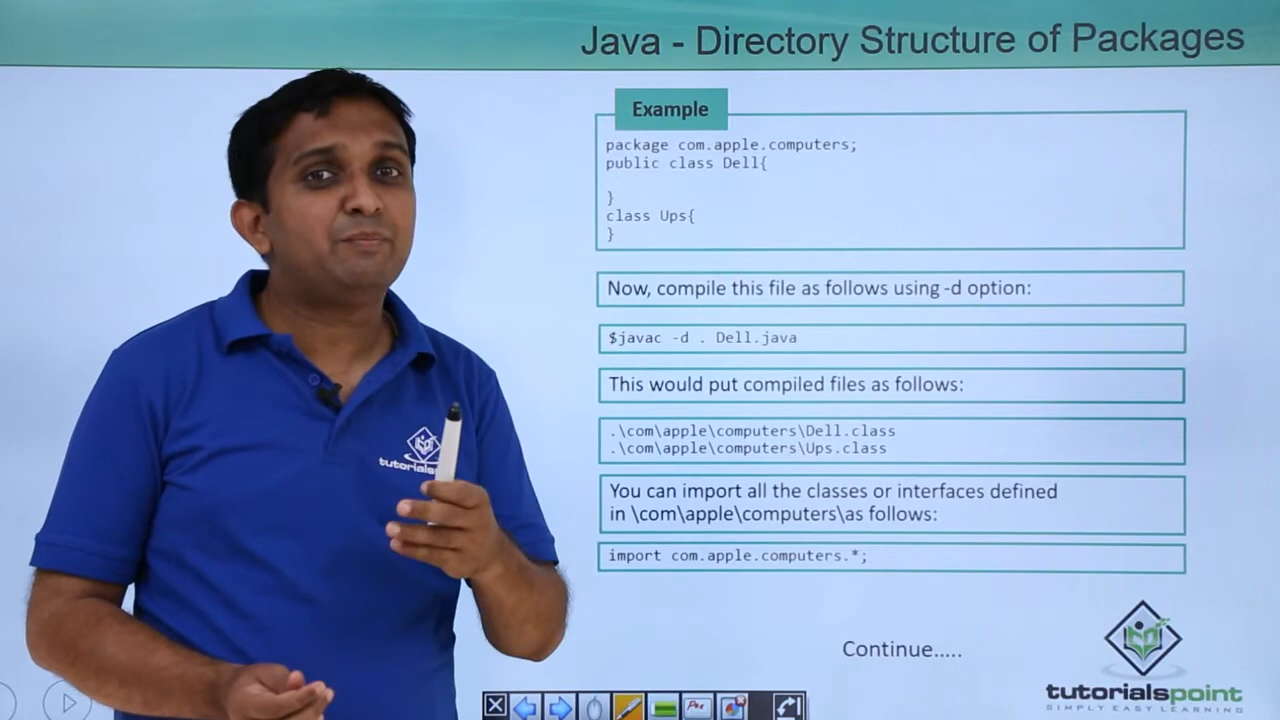 Java - Directory Structure of Packages
Example
package com.apple.computers;
public class Dell{
}
class Ups{
}
Now, compile this file as follows using -d option:
$javac -d . Dell.java
This would put compiled files as follows:
.\com\apple\computers\Dell.class
.\com\apple\computers\Ups.class
You can import all the classes or interfaces defined
in \com\apple\computers\as follows:
import com.apple.computers.*;
Continue.....
tutorialspoint
SIMPLY EASY LEARNING
tutorials